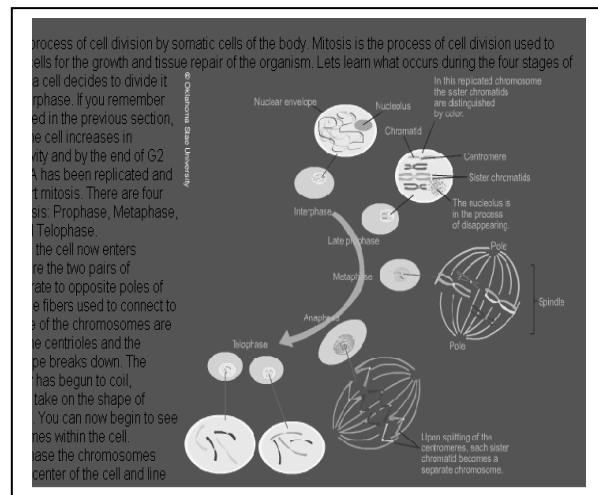 process of cell division by somatic cells of the body. Mitosis is the process of cell division used to
cells for the growth and tissue repair of the organism. Lets learn what occurs during the four stages of
a cell decides to divide it
rphase. If you remember
ed in the previous section,
e cell increases in
vity and by the end of G2
A has been replicated and
rt mitosis. There are four
sis: Prophase, Metaphase,
Telophase.
the cell now enters
re the two pairs of
rate to opposite poles of
e fibers used to connect to
e of the chromosomes are
he centrioles and the
pe breaks down. The
has begun to coil,
take on the shape of
. You can now begin to see
mes within the cell.
hase the chromosomes
center of the cell and line
© Oklahoma State University
Nuclear envelope
Nucleolus
In this replicated chromosome
the sister chromatids
are distinguished
by color.
Chromatid
Centromere
Sister chromatids
The nucleolus is
in the process
of disappearing.
Interphase
Late prophase
Metaphase
Pole
Spindle
Pole
Anaphase
Telophase
Upon splitting of the
centromeres, each sister
chromatid becomes a
separate chromosome.